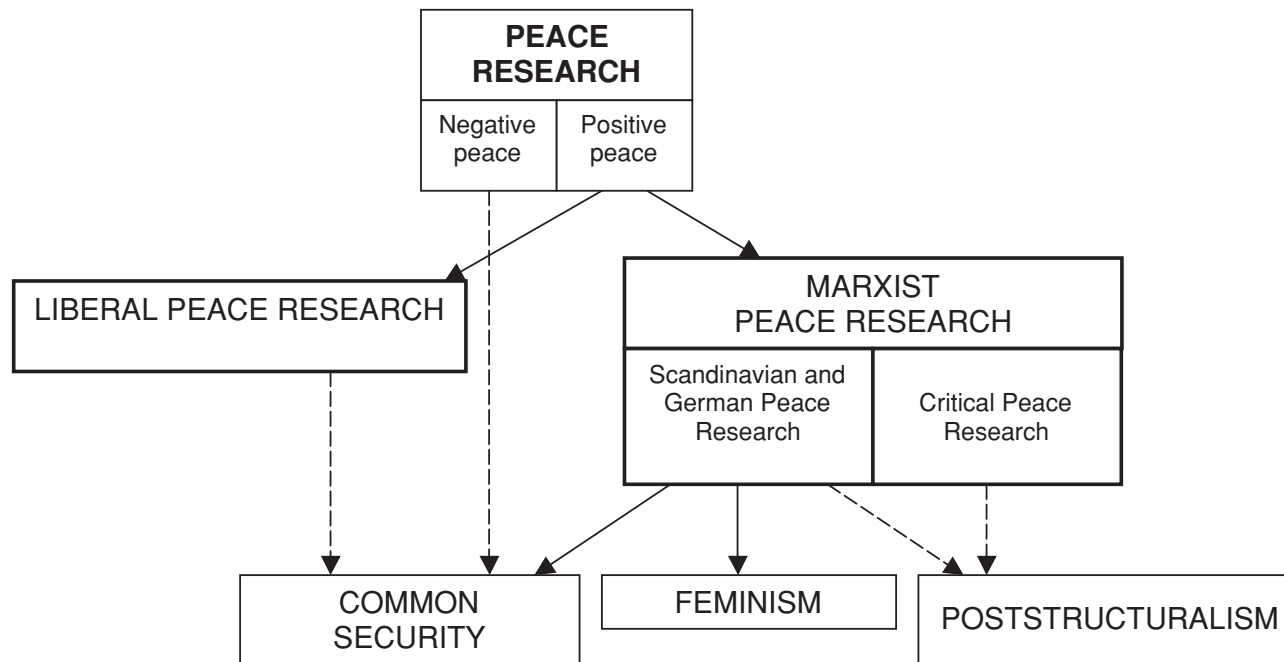 PEACE
RESEARCH
Negative
peace
Positive
peace
LIBERAL PEACE RESEARCH
MARXIST
PEACE RESEARCH
Scandinavian and
German Peace
Research
Critical Peace
Research
COMMON
SECURITY
FEMINISM
POSTSTRUCTURALISM